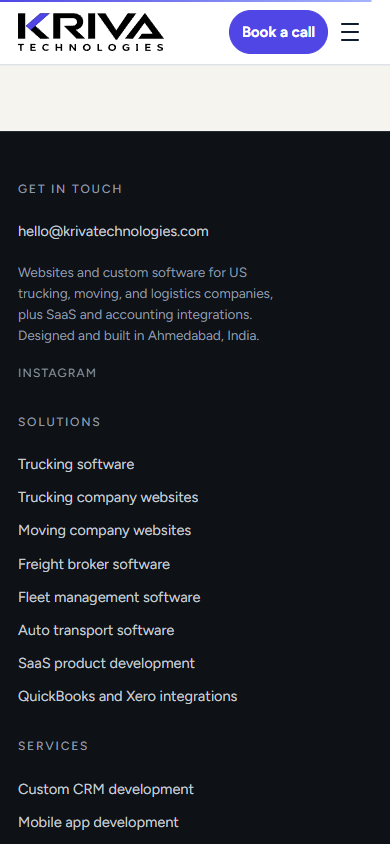 KRIVA
TECHNOLOGIES
Book a call
GET IN TOUCH
hello@krivatechnologies.com
Websites and custom software for US
trucking, moving, and logistics companies,
plus SaaS and accounting integrations.
Designed and built in Ahmedabad, India.
INSTAGRAM
SOLUTIONS
Trucking software
Trucking company websites
Moving company websites
Freight broker software
Fleet management software
Auto transport software
SaaS product development
QuickBooks and Xero integrations
SERVICES
Custom CRM development
Mobile app development